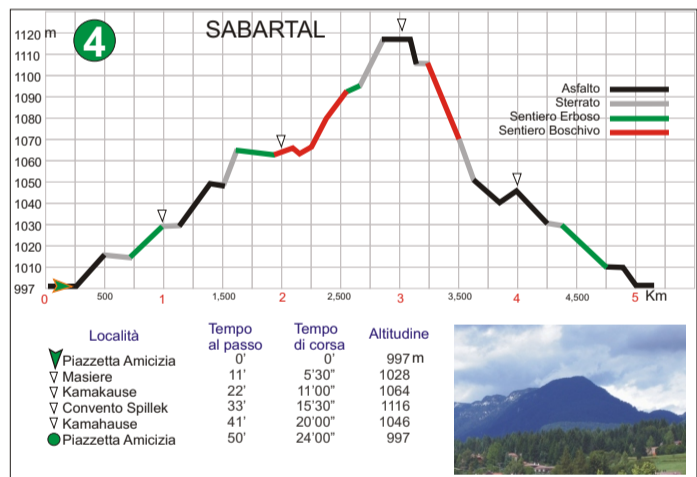 4
SABARTAL
1120 m
1120
1100
1090
1080
1070
1060
1050
1040
1030
1020
1010
997
Asfalto
Sterrato
Sentiero Erboso
Sentiero Boschivo
0 500 1 1,500 2 2,500 3 3,500 4 4,500 5 Km
Località Tempo al passo Tempo di corsa Altitudine
Piazzetta Amicizia 0' 0' 997 m
Masiere 11' 5'30" 1028
Kamakause 22' 11'00" 1064
Convento Spillek 33' 15'30" 1116
Kamahause 41' 20'00" 1046
Piazzetta Amicizia 50' 24'00" 997